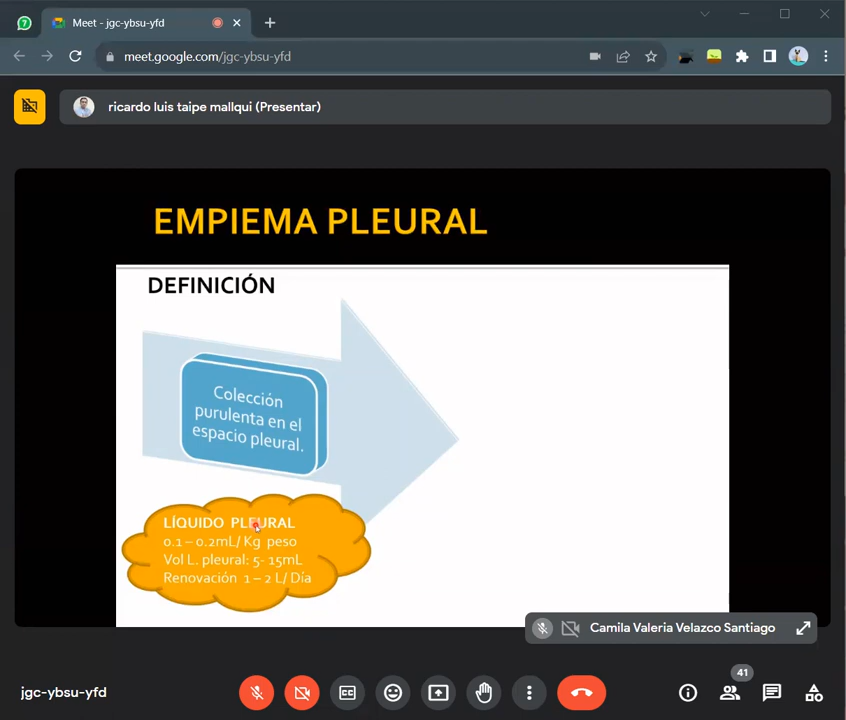 7
Meet - jgc-ybsu-yfd
meet.google.com/jgc-ybsu-yfd
ricardo luis taipe mallqui (Presentar)
EMPIEMA PLEURAL
DEFINICIÓN
Colección
purulenta en el
espacio pleural.
LÍQUIDO PLEURAL
0.1 – 0.2mL/ Kg peso
Vol L. pleural: 5- 15mL
Renovación 1 – 2 L/ Día
Camila Valeria Velazco Santiago
41
jgc-ybsu-yfd
CC